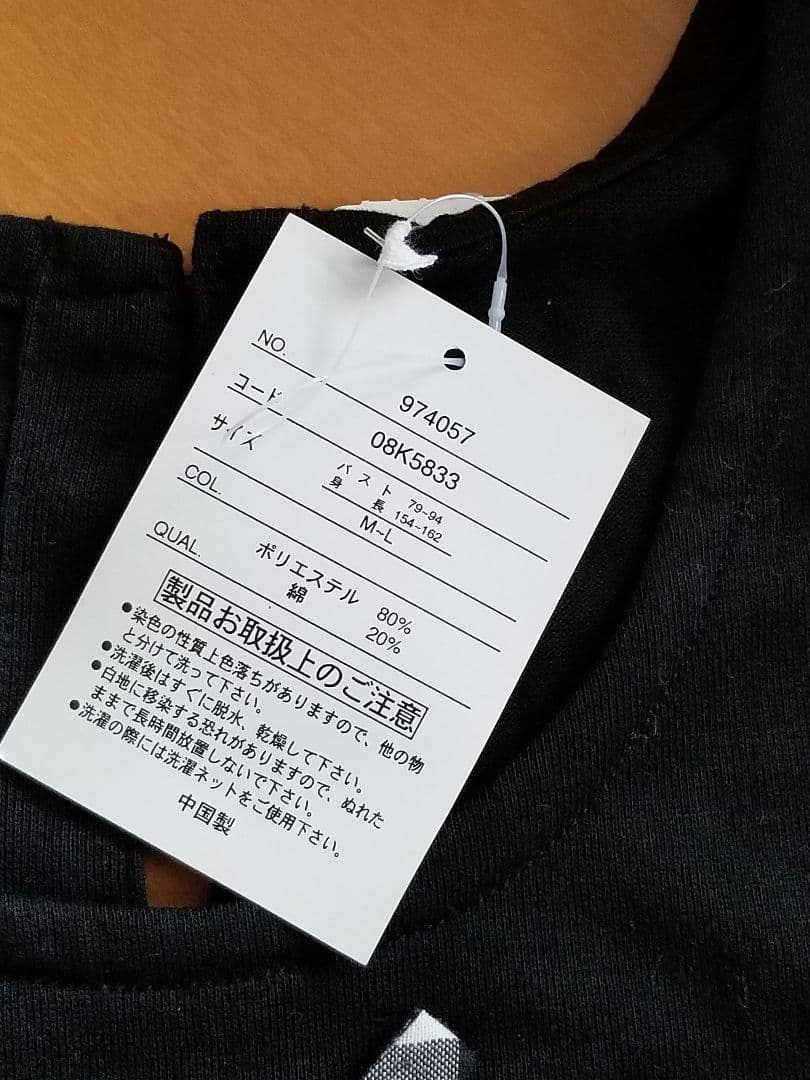 NO. 974057
コード 08K5833
サイズ バスト 79~94
身長 154~162
M~L
COL.
QUAL. ポリエステル 80%
綿 20%
製品お取扱上のご注意
●染色の性質上色落ちがありますので、他の物
と分けて洗って下さい。
●洗濯後はすぐに脱水、乾燥して下さい。
●白地に移染する恐れがありますので、ぬれた
ままで長時間放置しないで下さい。
●洗濯の際には洗濯ネットをご使用下さい。
中国製